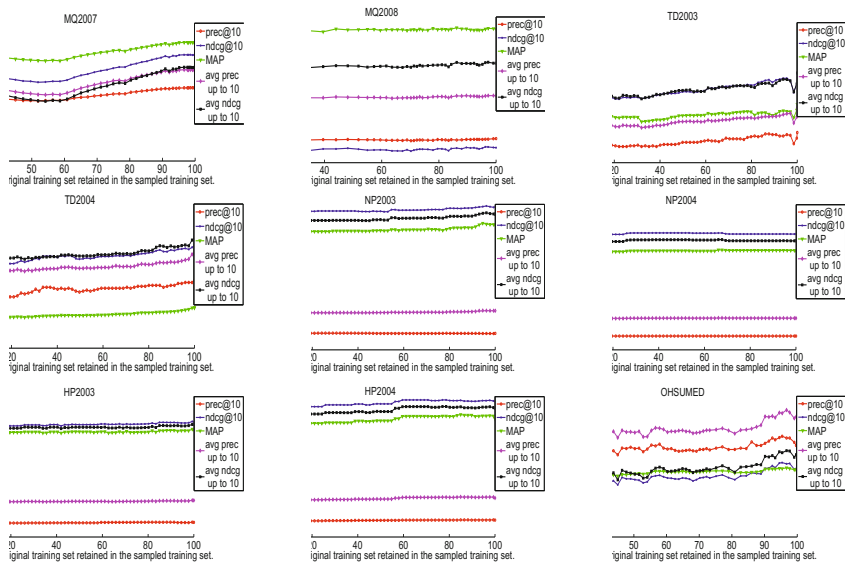 MQ2007
prec@10
ndcg@10
MAP
avg prec
up to 10
avg ndcg
up to 10
50 60 70 80 90 100
riginal training set retained in the sampled training set.
MQ2008
prec@10
ndcg@10
MAP
avg prec
up to 10
avg ndcg
up to 10
40 60 80 100
iginal training set retained in the sampled training set.
TD2003
prec@10
ndcg@10
MAP
avg prec
up to 10
avg ndcg
up to 10
20 40 60 80 100
original training set retained in the sampled training set.
TD2004
prec@10
ndcg@10
MAP
avg prec
up to 10
avg ndcg
up to 10
20 40 60 80 100
original training set retained in the sampled training set.
NP2003
prec@10
ndcg@10
MAP
avg prec
up to 10
avg ndcg
up to 10
20 40 60 80 100
original training set retained in the sampled training set.
NP2004
prec@10
ndcg@10
MAP
avg prec
up to 10
avg ndcg
up to 10
20 40 60 80 100
original training set retained in the sampled training set.
HP2003
prec@10
ndcg@10
MAP
avg prec
up to 10
avg ndcg
up to 10
20 40 60 80 100
original training set retained in the sampled training set.
HP2004
prec@10
ndcg@10
MAP
avg prec
up to 10
avg ndcg
up to 10
20 40 60 80 100
original training set retained in the sampled training set.
OHSUMED
prec@10
ndcg@10
MAP
avg prec
up to 10
avg ndcg
up to 10
50 60 70 80 90 100
original training set retained in the sampled training set.